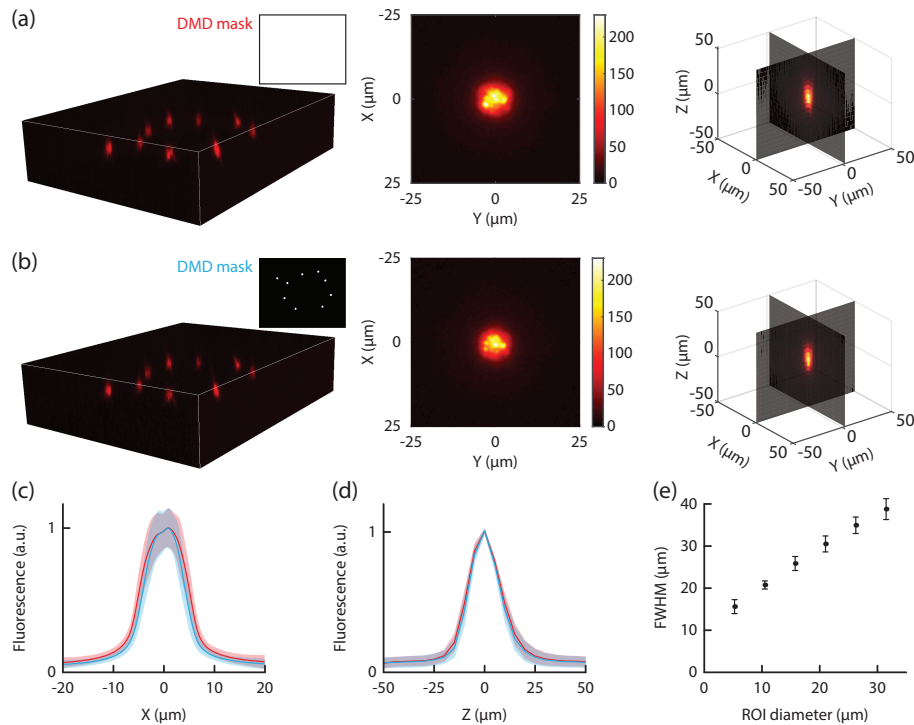 (a)
DMD mask
-25
0
25
X (μm)
-25
0
25
Y (μm)
200
150
100
50
0
50
0
-50
Z (μm)
-50
0
50
X (μm)
-50
0
50
Y (μm)
(b)
DMD mask
-25
0
25
X (μm)
-25
0
25
Y (μm)
200
150
100
50
0
50
0
-50
Z (μm)
-50
0
50
X (μm)
-50
0
50
Y (μm)
(c)
Fluorescence (a.u.)
1
0
-20
-10
0
10
20
X (μm)
(d)
Fluorescence (a.u.)
1
0
-50
-25
0
25
50
Z (μm)
(e)
FWHM (μm)
40
30
20
10
0
0
10
20
30
ROI diameter (μm)